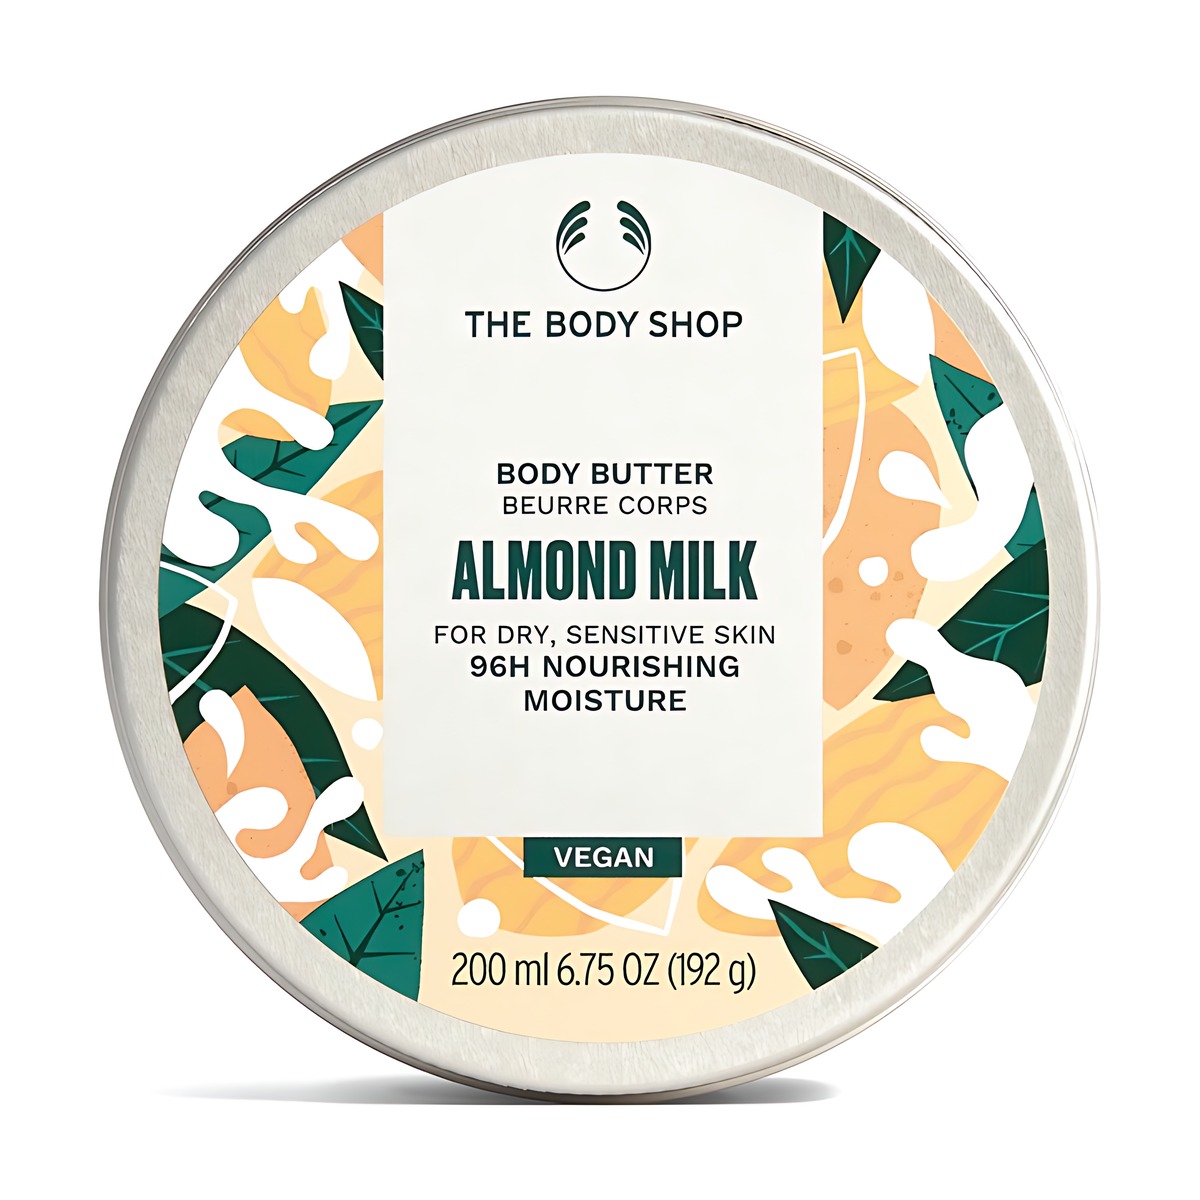 THE BODY SHOP
BODY BUTTER
BEURRE CORPS
ALMOND MILK
FOR DRY, SENSITIVE SKIN
96H NOURISHING
MOISTURE
VEGAN
200 ml 6.75 OZ (192 g)